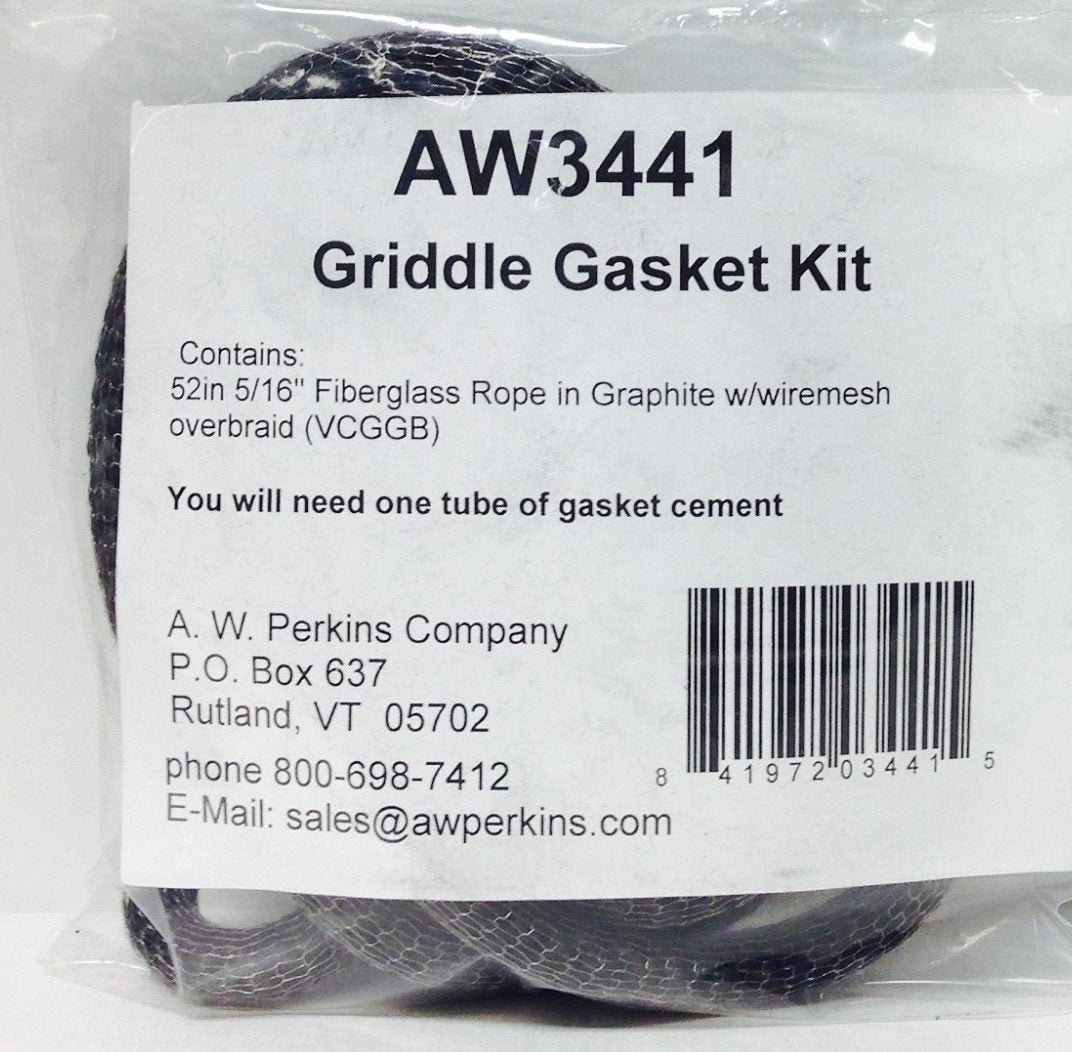 AW3441
Griddle Gasket Kit
Contains:
52in 5/16" Fiberglass Rope in Graphite w/wiremesh
overbraid (VCGGB)
You will need one tube of gasket cement
A. W. Perkins Company
P.O. Box 637
Rutland, VT 05702
phone 800-698-7412
E-Mail: sales@awperkins.com
8 41972 03441 5